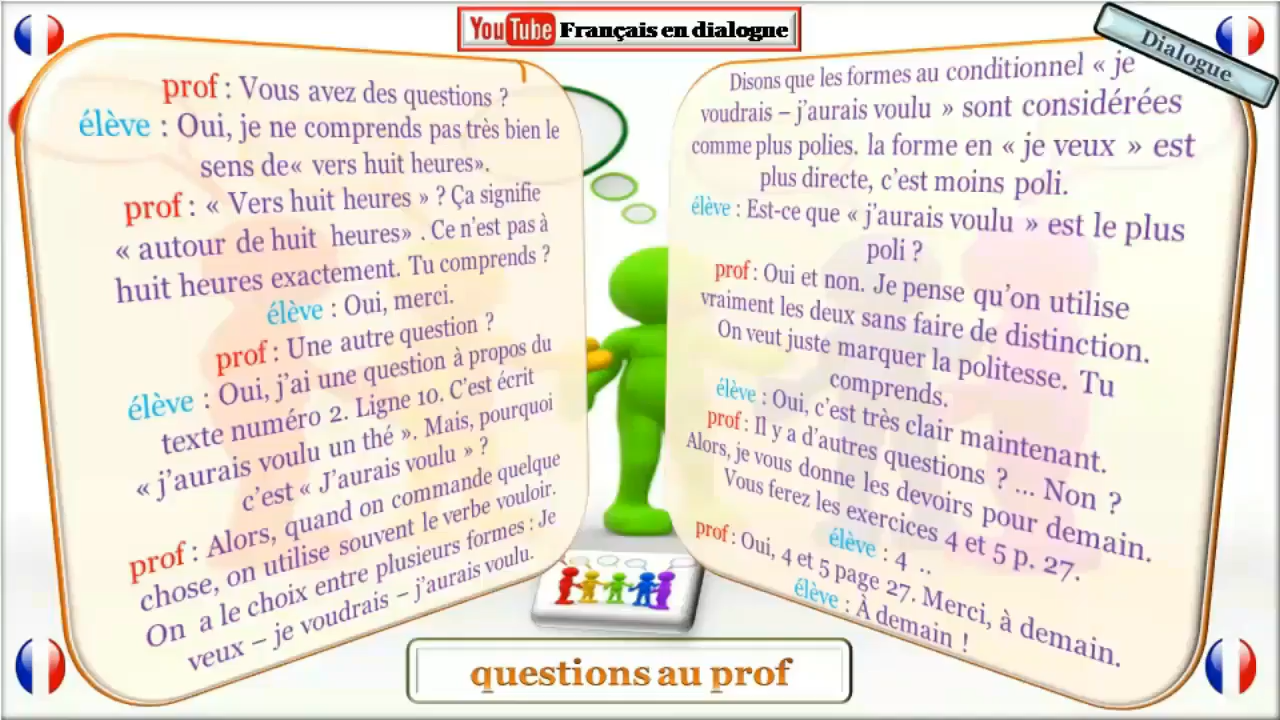 YouTube Français en dialogue
Dialogue
prof : Vous avez des questions ?
élève : Oui, je ne comprends pas très bien le
sens de« vers huit heures».
prof : « Vers huit heures » ? Ça signifie
« autour de huit heures» . Ce n'est pas à
huit heures exactement. Tu comprends ?
élève : Oui, merci.
prof : Une autre question ?
élève : Oui, j'ai une question à propos du
texte numéro 2. Ligne 10. C'est écrit
« j'aurais voulu un thé ». Mais, pourquoi
c'est « J'aurais voulu » ?
prof : Alors, quand on commande quelque
chose, on utilise souvent le verbe vouloir.
On a le choix entre plusieurs formes : Je
veux – je voudrais – j'aurais voulu.
Disons que les formes au conditionnel « je
voudrais – j'aurais voulu » sont considérées
comme plus polies. la forme en « je veux » est
plus directe, c'est moins poli.
élève : Est-ce que « j'aurais voulu » est le plus
poli ?
prof : Oui et non. Je pense qu'on utilise
vraiment les deux sans faire de distinction.
On veut juste marquer la politesse. Tu
comprends.
élève : Oui, c'est très clair maintenant.
prof : Il y a d'autres questions ? ... Non ?
Alors, je vous donne les devoirs pour demain.
Vous ferez les exercices 4 et 5 p. 27.
élève : 4 ..
prof : Oui, 4 et 5 page 27. Merci, à demain.
élève : À demain !
questions au prof